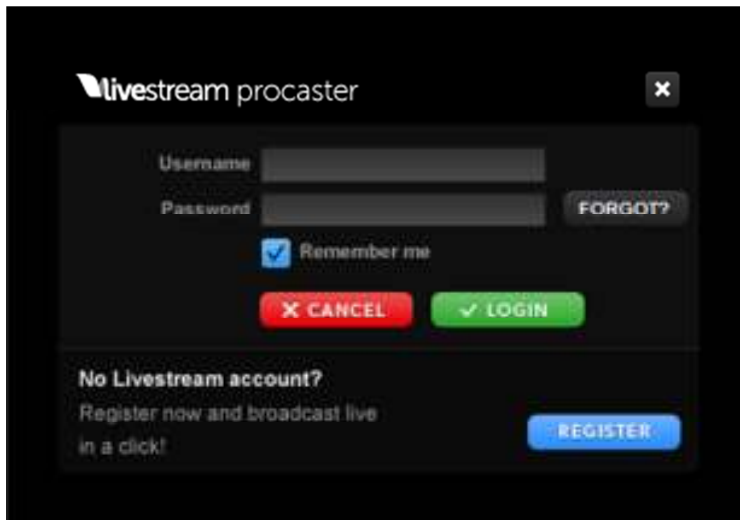 livestream procaster
Username
Password
FORGOT?
Remember me
CANCEL
LOGIN
No Livestream account?
Register now and broadcast live
in a click!
REGISTER